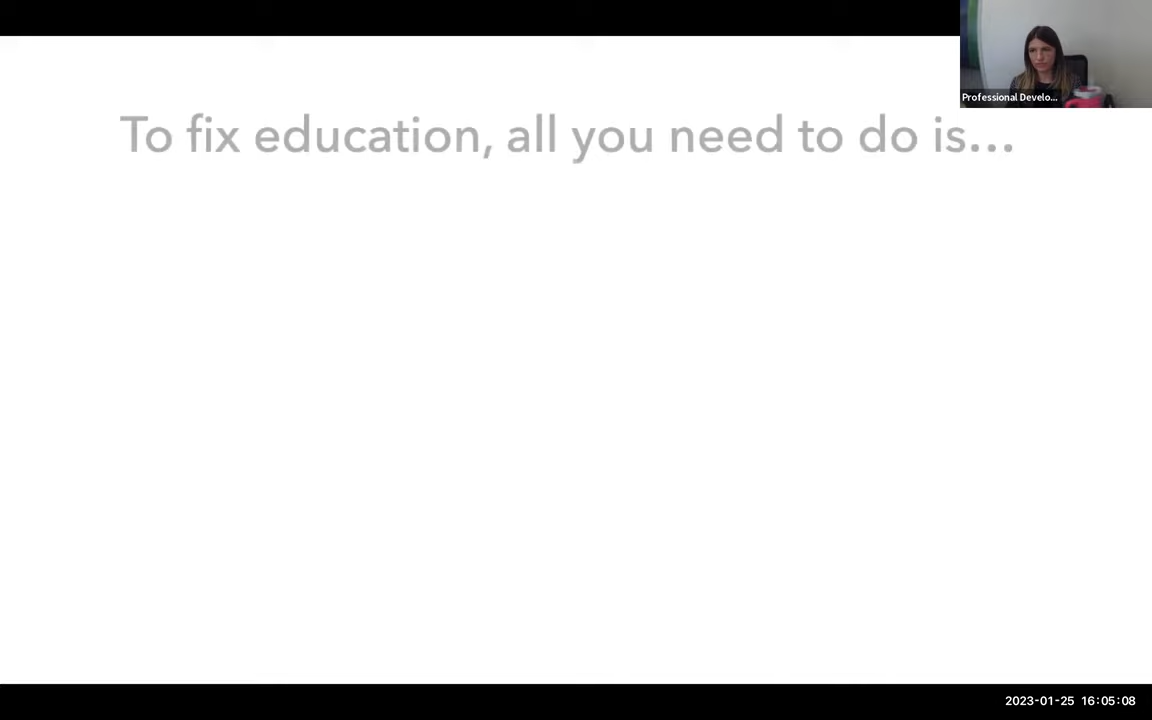 Professional Develo...
To fix education, all you need to do is...
2023-01-25 16:05:08